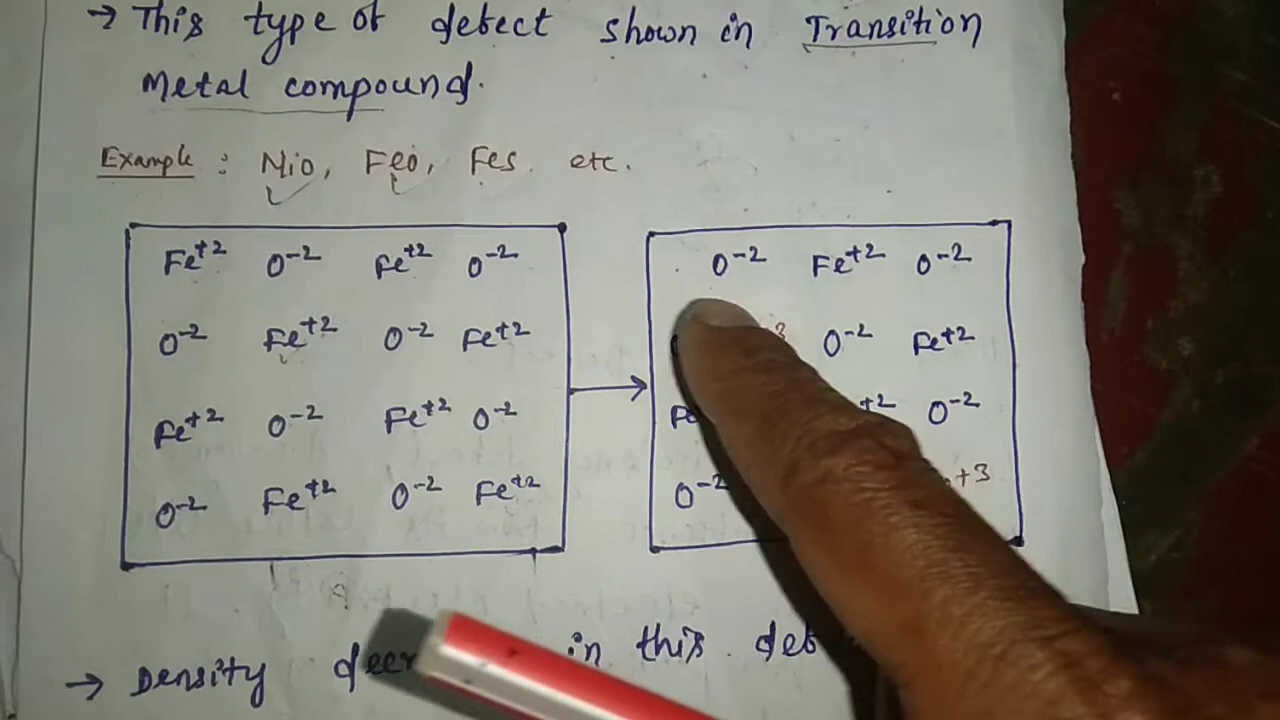 → This type of defect shown in Transition
Metal compound.
Example : NiO, FeO, Fes. etc.
Fe+2 O-2 Fe+2 O-2
O-2 Fe+2 O-2 Fe+2
Fe+2 O-2 Fe+2 O-2
O-2 Fe+2 O-2 Fe+2
O-2 Fe+2 O-2
O-2 Fe+2
O-2
O-2 +3
→ Density in this